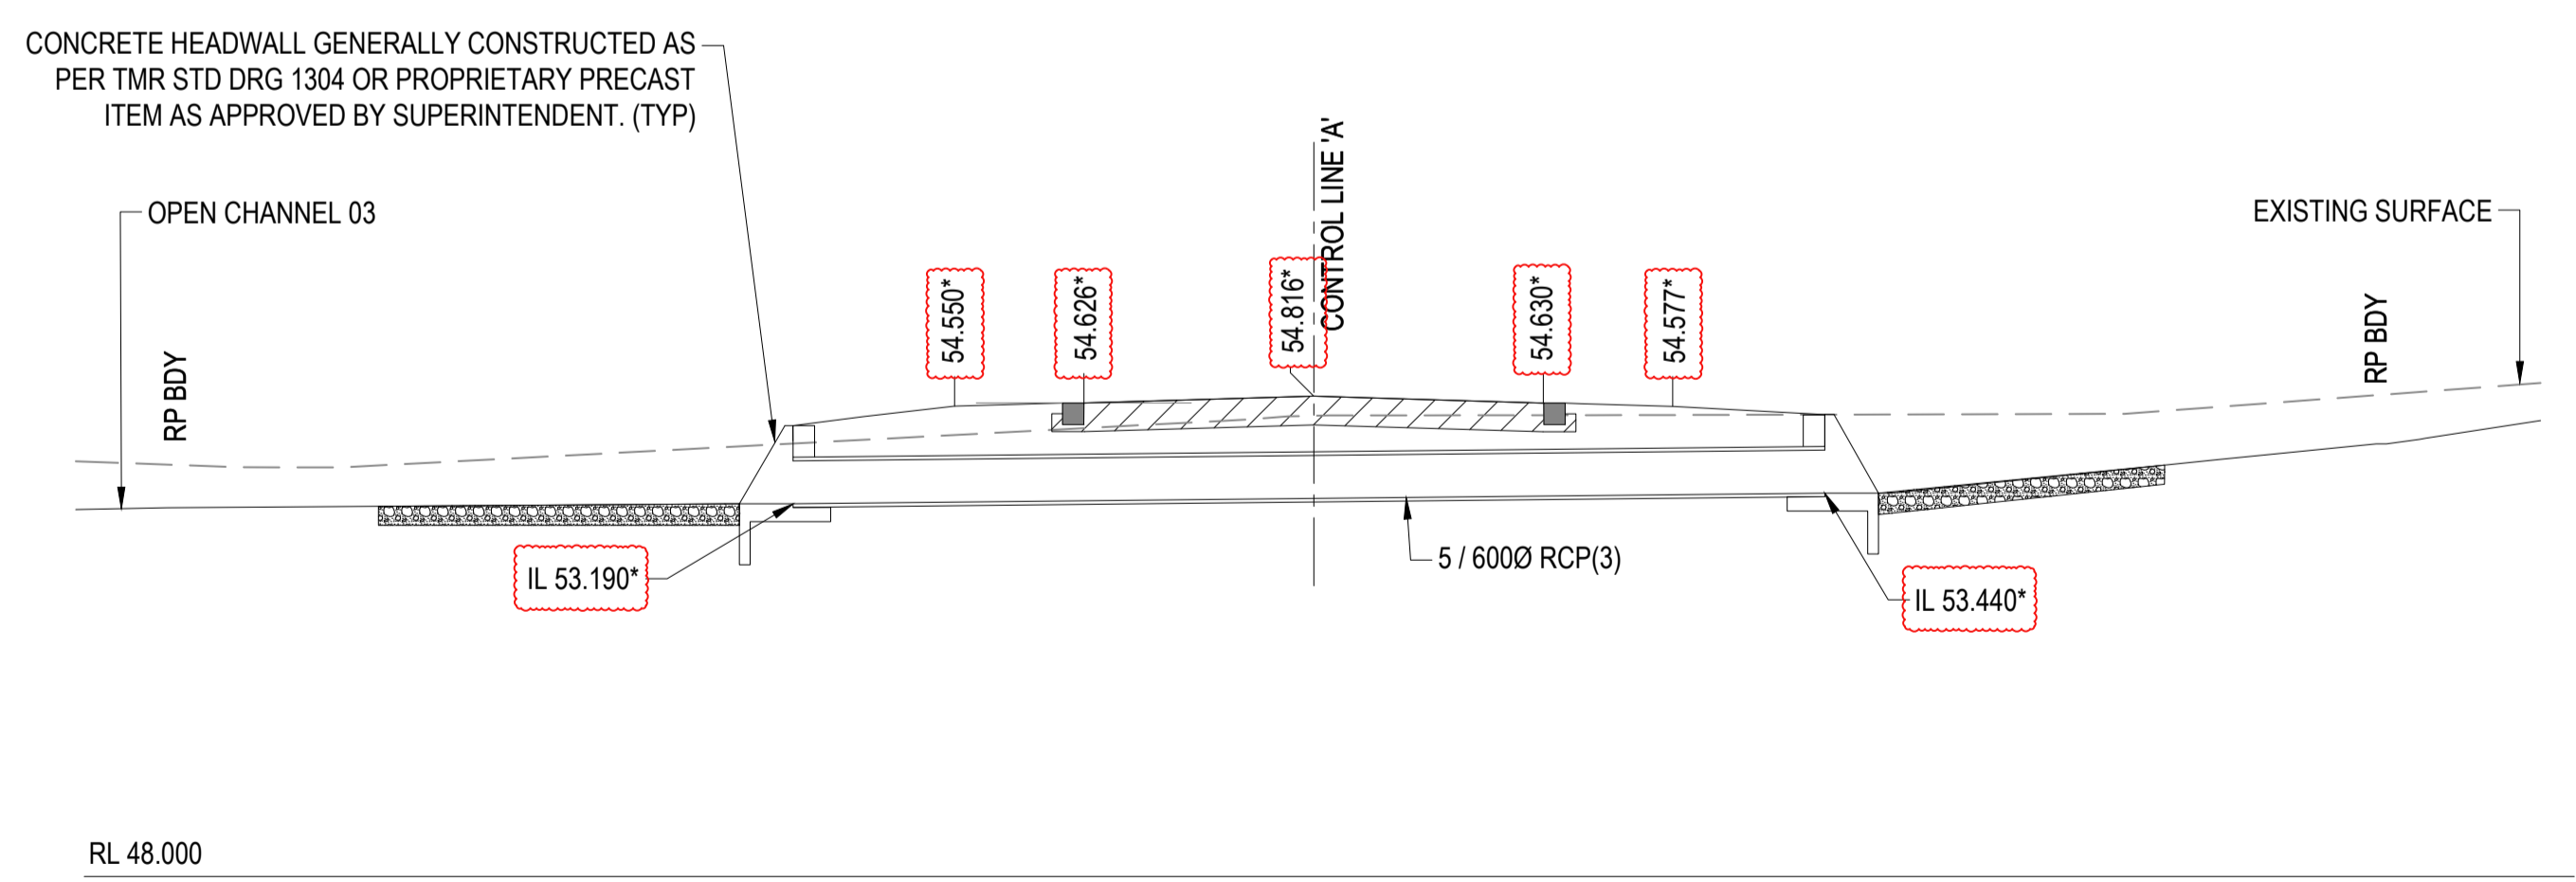 CONCRETE HEADWALL GENERALLY CONSTRUCTED AS
PER TMR STD DRG 1304 OR PROPRIETARY PRECAST
ITEM AS APPROVED BY SUPERINTENDENT. (TYP)
OPEN CHANNEL 03
RP BDY
54.550*
54.626*
54.816*
CONTROL LINE 'A'
54.630*
54.577*
EXISTING SURFACE
RP BDY
IL 53.190*
5 / 600Ø RCP(3)
IL 53.440*
RL 48.000